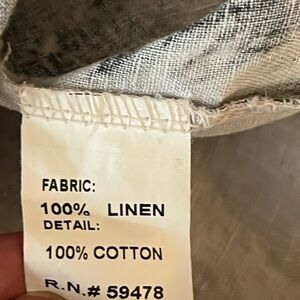 FABRIC:
100% LINEN
DETAIL:
100% COTTON
R.N.# 59478